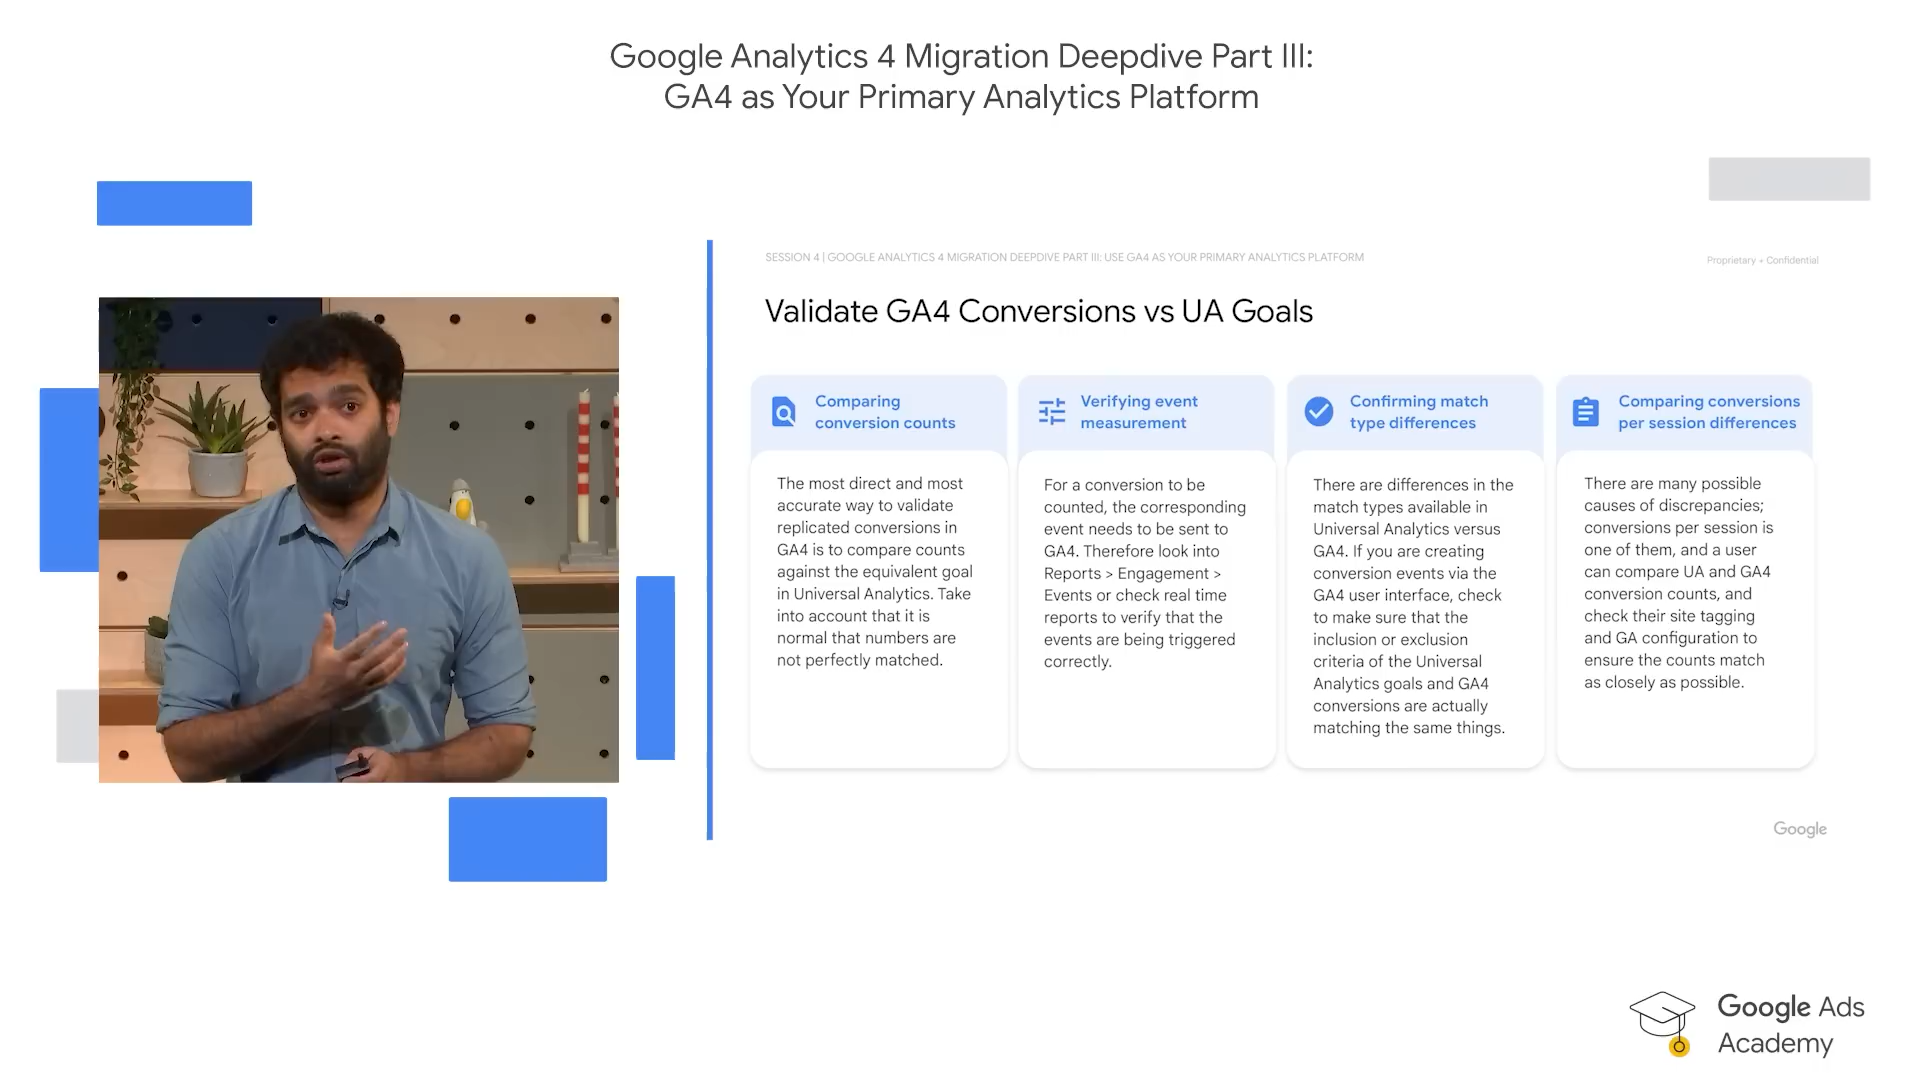 Google Analytics 4 Migration Deepdive Part III:
GA4 as Your Primary Analytics Platform
SESSION 4 | GOOGLE ANALYTICS 4 MIGRATION DEEPDIVE PART III: USE GA4 AS YOUR PRIMARY ANALYTICS PLATFORM
Proprietary + Confidential
Validate GA4 Conversions vs UA Goals
Comparing
conversion counts
The most direct and most
accurate way to validate
replicated conversions in
GA4 is to compare counts
against the equivalent goal
in Universal Analytics. Take
into account that it is
normal that numbers are
not perfectly matched.
Verifying event
measurement
For a conversion to be
counted, the corresponding
event needs to be sent to
GA4. Therefore look into
Reports > Engagement >
Events or check real time
reports to verify that the
events are being triggered
correctly.
Confirming match
type differences
There are differences in the
match types available in
Universal Analytics versus
GA4. If you are creating
conversion events via the
GA4 user interface, check
to make sure that the
inclusion or exclusion
criteria of the Universal
Analytics goals and GA4
conversions are actually
matching the same things.
Comparing conversions
per session differences
There are many possible
causes of discrepancies;
conversions per session is
one of them, and a user
can compare UA and GA4
conversion counts, and
check their site tagging
and GA configuration to
ensure the counts match
as closely as possible.
Google
Google Ads
Academy